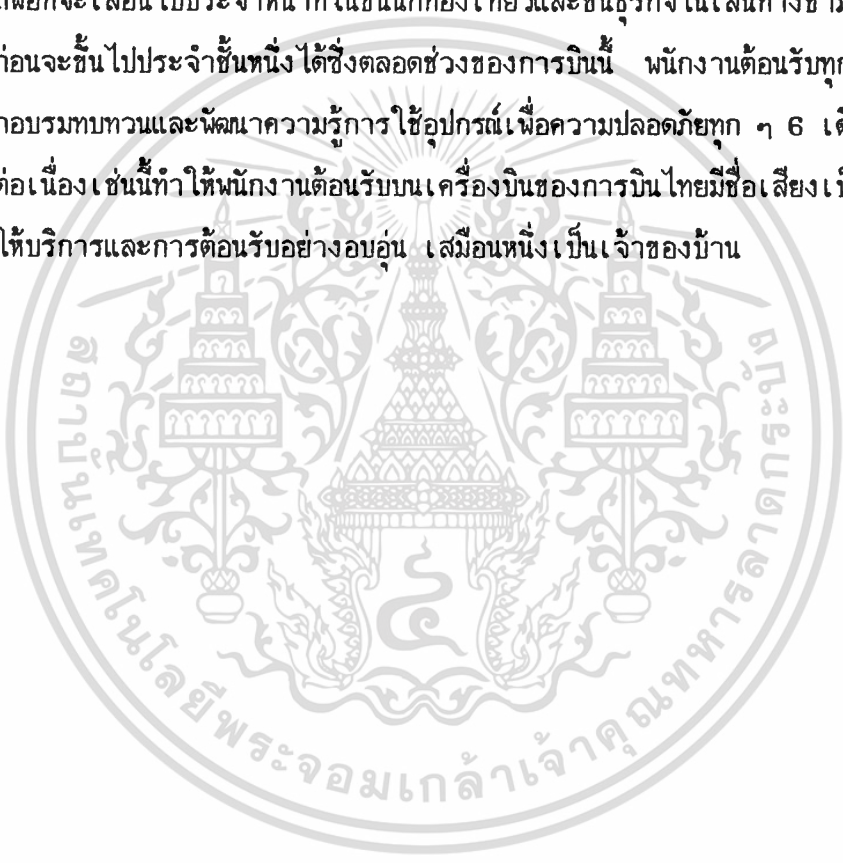 ก่อนจะขึ้นไปประจำชั้นหนึ่งได้ซึ่งตลอดช่วงของการบินนี้ พนักงานต้อนรับทุก
อบรมทบทวนและพัฒนาความรู้การใช้อุปกรณ์เพื่อความปลอดภัยทุก ๆ 6
ต่อเนื่องเช่นนี้ทำให้พนักงานต้อนรับบนเครื่องบินของการบินไทยมีชื่อเสียง
ให้บริการและการต้อนรับอย่างอบอุ่น เสมือนหนึ่งเป็นเจ้าของบ้าน
สถาบันเทคโนโลยีพระจอมเกล้าเจ้าคุณทหารลาดกระบัง